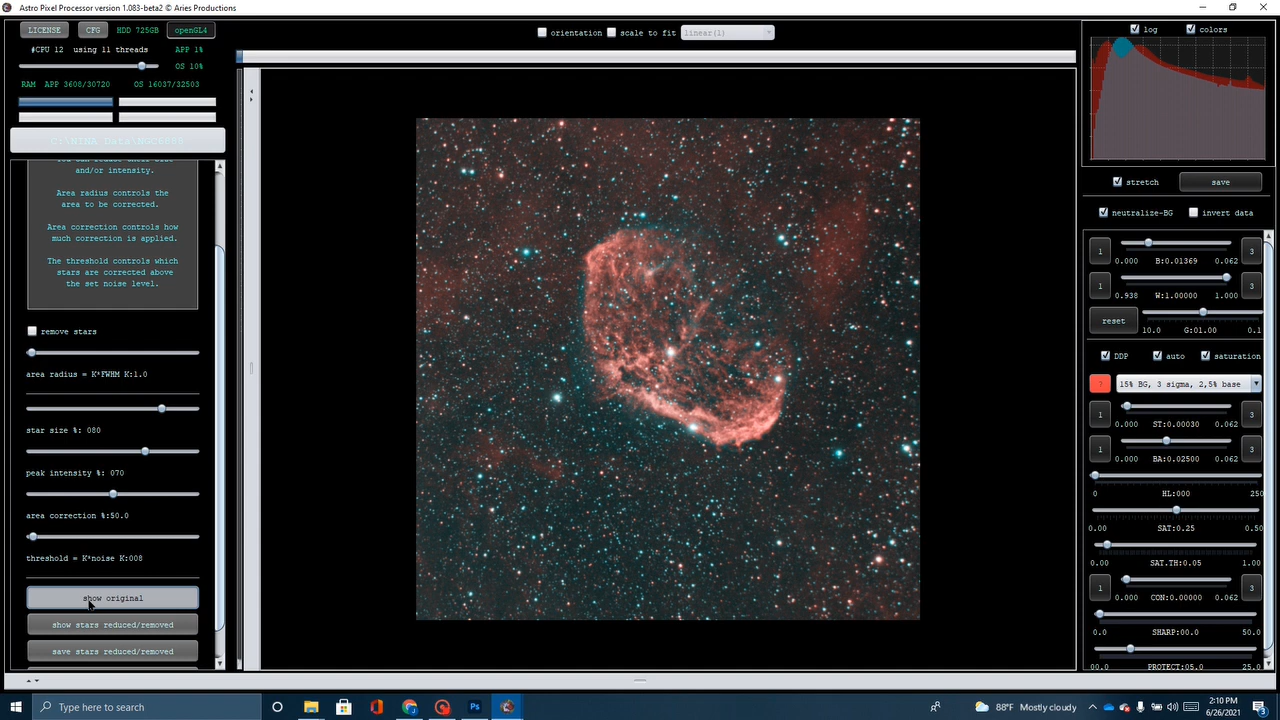 Astro Pixel Processor version 1.083-beta2 © Aries Productions
LICENSE CFG HDD 725GB openGL4
#CPU 12 using 11 threads APP 1%
OS 10%
RAM APP 3608/30720 OS 16037/32503
and/or intensity.
Area radius controls the
area to be corrected.
Area correction controls how
much correction is applied.
The threshold controls which
stars are corrected above
the set noise level.
remove stars
area radius = K*FWHM K:1.0
star size %: 080
peak intensity %: 070
area correction %:50.0
threshold = K*noise K:008
show original
show stars reduced/removed
save stars reduced/removed
orientation scale to fit linear(1)
log colors
stretch save
neutralize-BG invert data
1 3
0.000 B:0.01369 0.062
1 3
0.938 W:1.00000 1.000
reset
10.0 G:01.00 0.1
DDP auto saturation
? 15% BG, 3 sigma, 2,5% base
1 3
0.000 ST:0.00030 0.062
1 3
0.000 BA:0.02500 0.062
0 HL:000 250
0.00 SAT:0.25 0.50
0.00 SAT.TH:0.05 1.00
1 3
0.000 CON:0.00000 0.062
0.0 SHARP:00.0 50.0
00.0 PROTECT:05.0 25.0
Type here to search
Ps
88°F Mostly cloudy
2:10 PM
6/26/2021
3